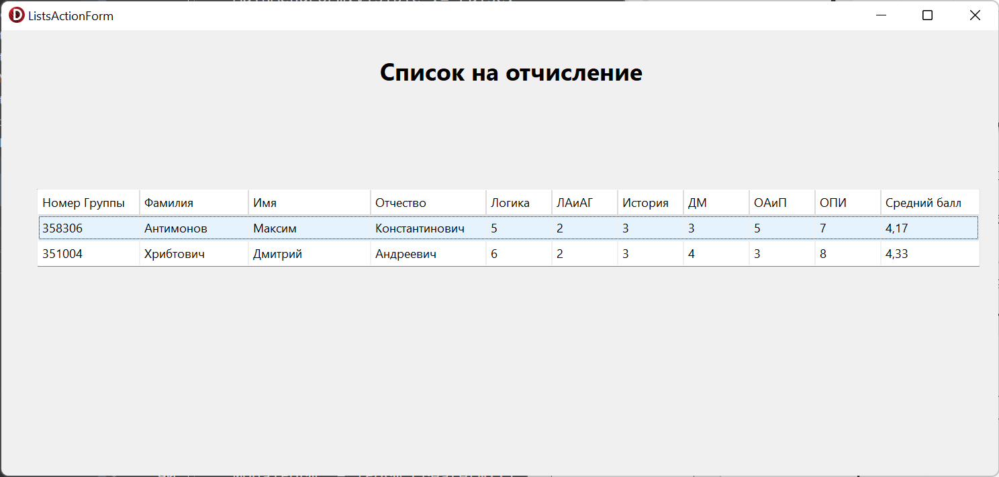 ListsActionForm
Список на отчисление
Номер Группы Фамилия Имя Отчество Логика ЛАиАГ История ДМ ОАиП ОПИ Средний балл
358306 Антимонов Максим Константинович 5 2 3 3 5 7 4,17
351004 Хрибтович Дмитрий Андреевич 6 2 3 4 3 8 4,33